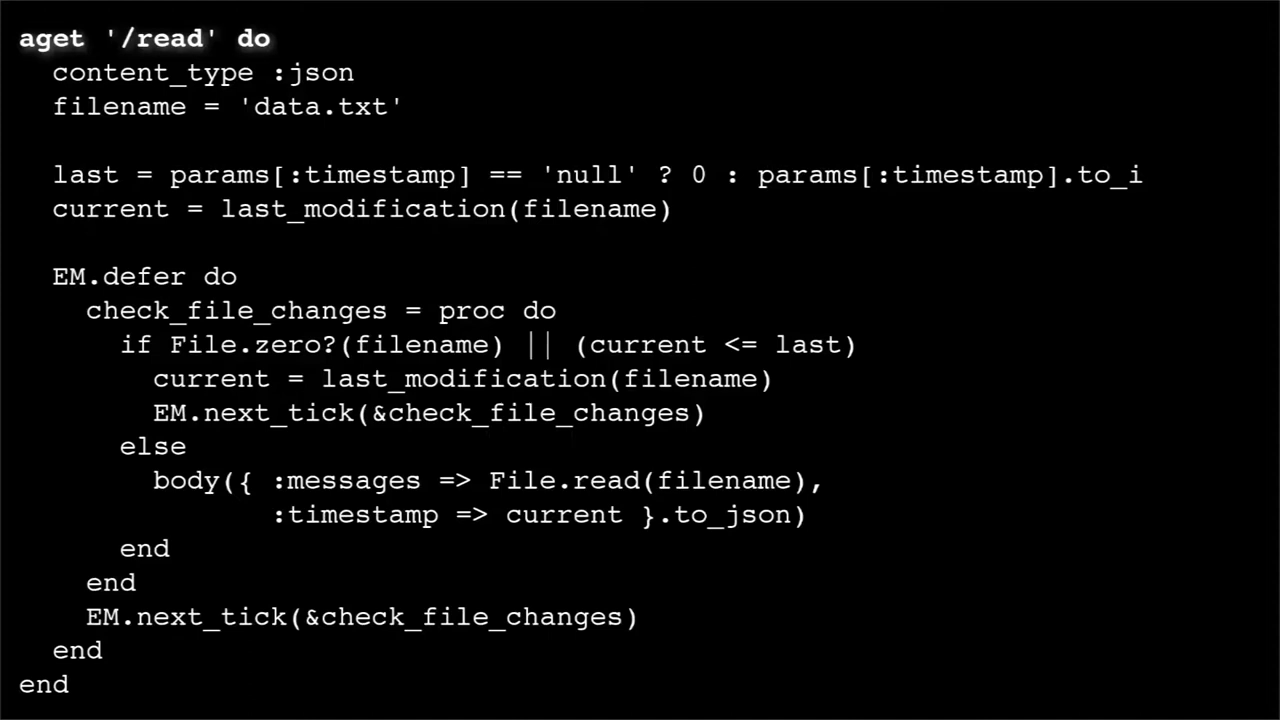 aget '/read' do
  content_type :json
  filename = 'data.txt'

  last = params[:timestamp] == 'null' ? 0 : params[:timestamp].to_i
  current = last_modification(filename)

  EM.defer do
    check_file_changes = proc do
      if File.zero?(filename) || (current <= last)
        current = last_modification(filename)
        EM.next_tick(&check_file_changes)
      else
        body({ :messages => File.read(filename),
               :timestamp => current }.to_json)
      end
    end
    EM.next_tick(&check_file_changes)
  end
end